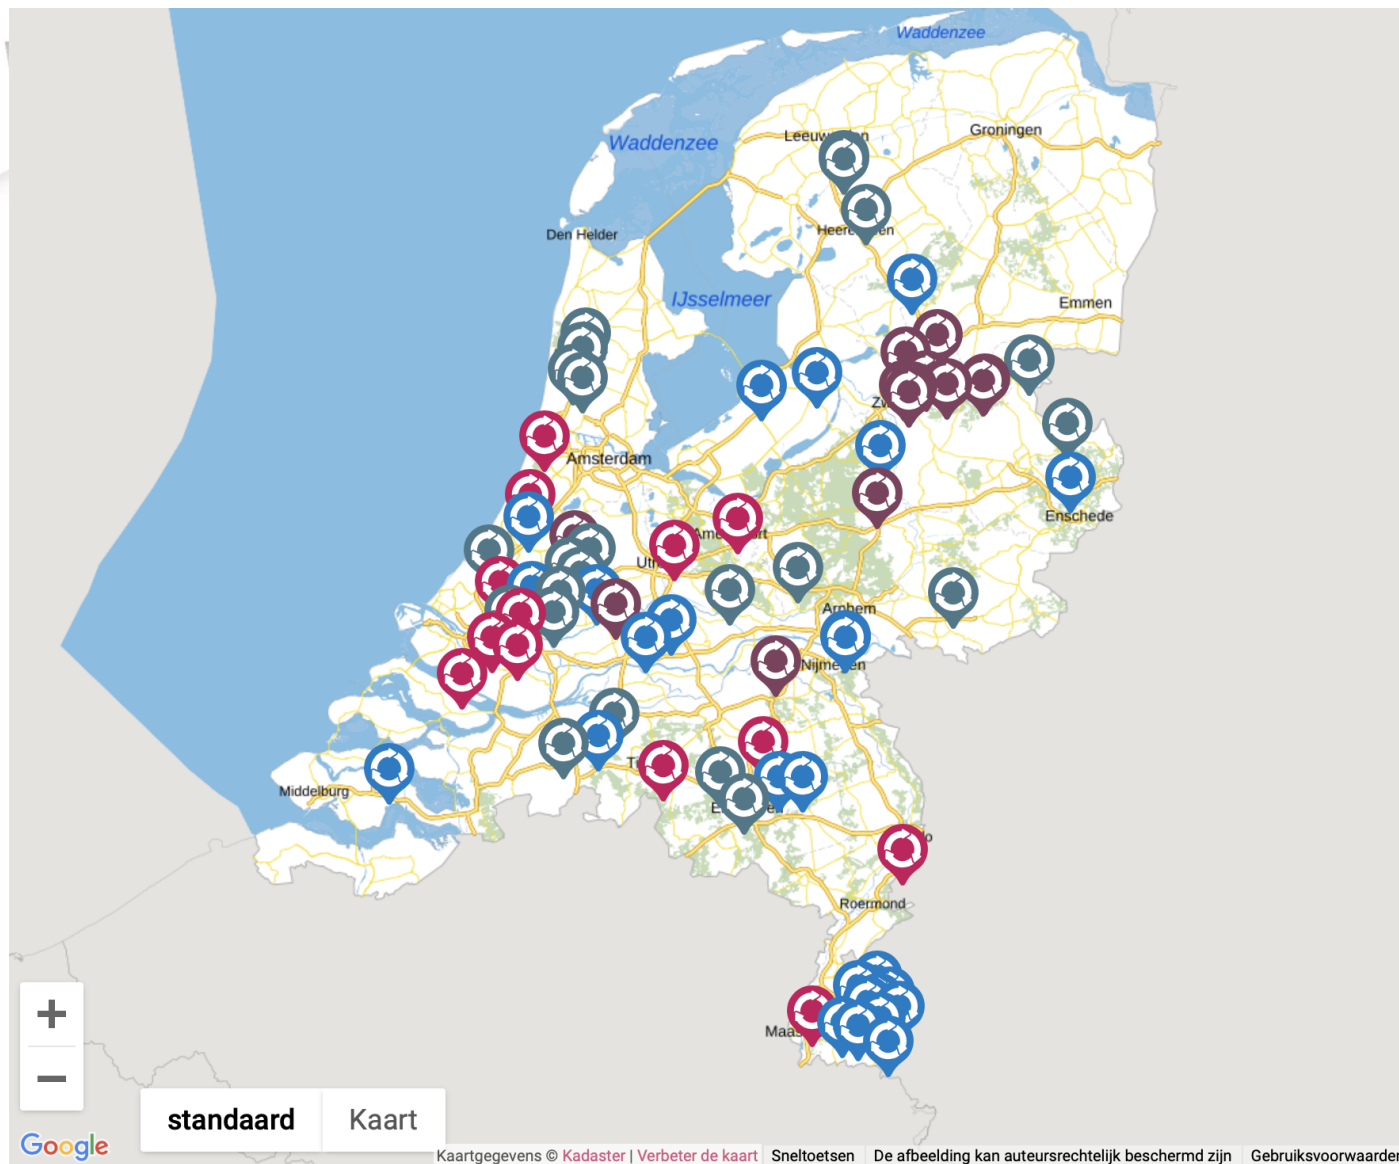 Waddenzee
Groningen
Waddenzee
Den Helder
IJsselmeer
Emmen
Amsterdam
Enschede
Arnhem
Middelburg
Roermond
+
−
standaard Kaart
Google
Kaartgegevens © Kadaster | Verbeter de kaart Sneltoetsen De afbeelding kan auteursrechtelijk beschermd zijn